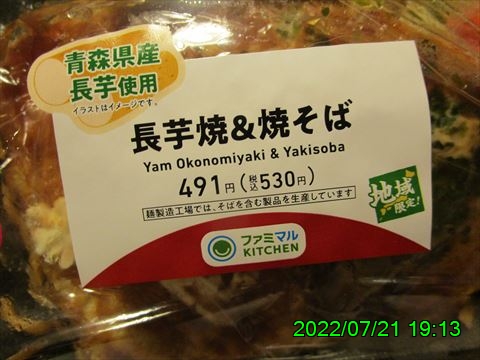 青森県産
長芋使用
イラストはイメージです。
長芋焼&焼そば
Yam Okonomiyaki & Yakisoba
491円(税込530円)
麺製造工場では、そばを含む製品を生産しています
地域
限定!
ファミマル
KITCHEN
2022/07/21 19:13